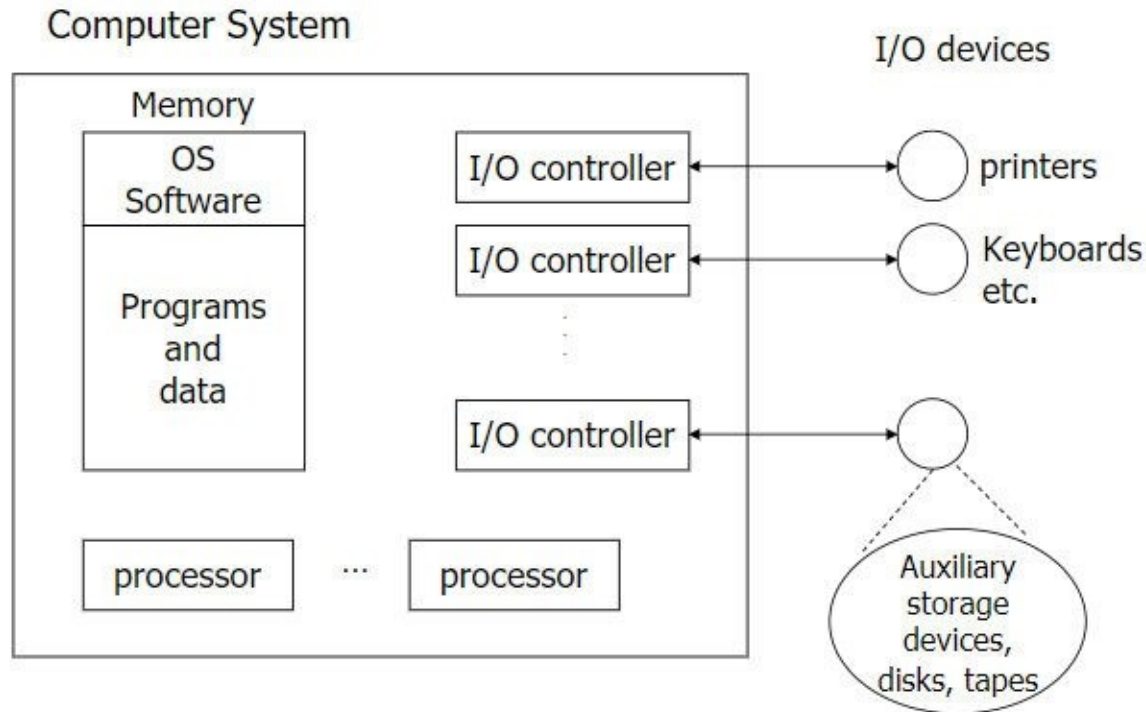 Computer System
I/O devices
Memory
OS
Software
Programs
and
data
I/O controller
I/O controller
I/O controller
printers
Keyboards
etc.
processor
...
processor
Auxiliary
storage
devices,
disks, tapes